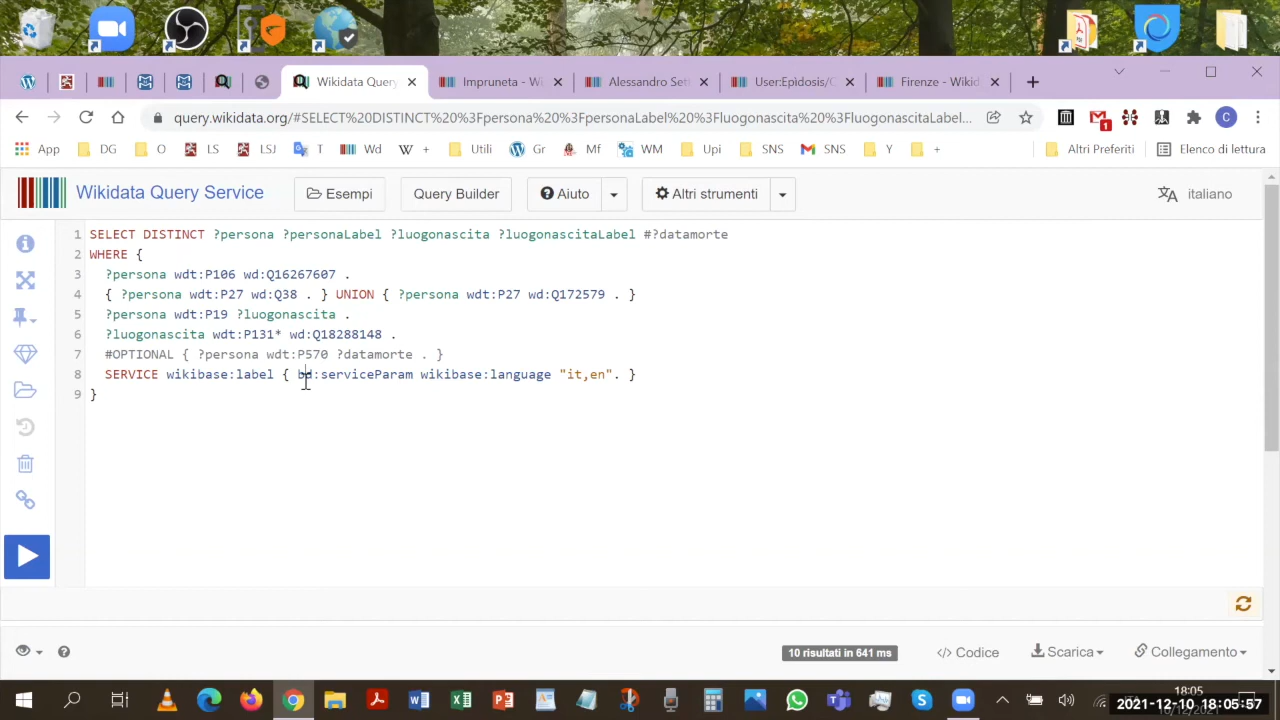 Wikidata Query
Impruneta - Wi
Alessandro Set
User:Epidosis/C
Firenze - Wikid
query.wikidata.org/#SELECT%20DISTINCT%20%3Fpersona%20%3FpersonaLabel%20%3Fluogonascita%20%3FluogonascitaLabel...
1
C
App DG O LS LSJ T Wd + Utili Gr Mf WM Upi SNS SNS Y + Altri Preferiti Elenco di lettura
Wikidata Query Service Esempi Query Builder Aiuto Altri strumenti italiano
1 SELECT DISTINCT ?persona ?personaLabel ?luogonascita ?luogonascitaLabel #?datamorte
2 WHERE {
3 ?persona wdt:P106 wd:Q16267607 .
4 { ?persona wdt:P27 wd:Q38 . } UNION { ?persona wdt:P27 wd:Q172579 . }
5 ?persona wdt:P19 ?luogonascita .
6 ?luogonascita wdt:P131* wd:Q18288148 .
7 #OPTIONAL { ?persona wdt:P570 ?datamorte . }
8 SERVICE wikibase:label { bd:serviceParam wikibase:language "it,en". }
9 }
10 risultati in 641 ms </> Codice Scarica Collegamento
18:05
2021-12-10 18:05:57